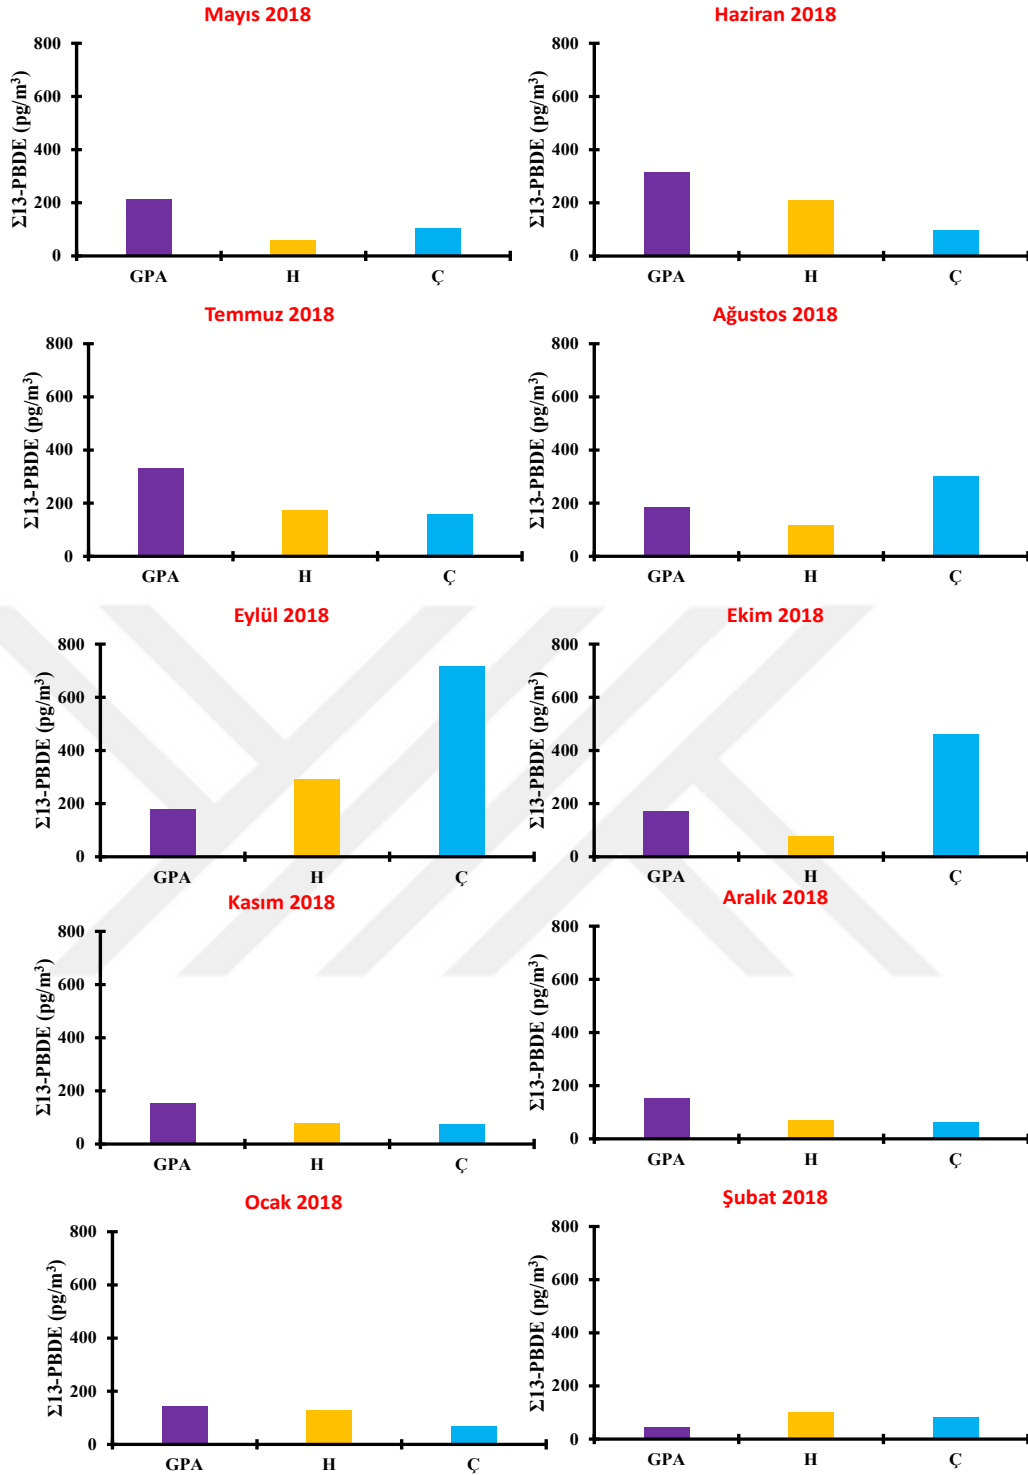 Mayıs 2018
Σ13-PBDE (pg/m³)
800
600
400
200
0
GPA H Ç
Haziran 2018
Σ13-PBDE (pg/m³)
800
600
400
200
0
GPA H Ç
Temmuz 2018
Σ13-PBDE (pg/m³)
800
600
400
200
0
GPA H Ç
Ağustos 2018
Σ13-PBDE (pg/m³)
800
600
400
200
0
GPA H Ç
Eylül 2018
Σ13-PBDE (pg/m³)
800
600
400
200
0
GPA H Ç
Ekim 2018
Σ13-PBDE (pg/m³)
800
600
400
200
0
GPA H Ç
Kasım 2018
Σ13-PBDE (pg/m³)
800
600
400
200
0
GPA H Ç
Aralık 2018
Σ13-PBDE (pg/m³)
800
600
400
200
0
GPA H Ç
Ocak 2018
Σ13-PBDE (pg/m³)
800
600
400
200
0
GPA H Ç
Şubat 2018
Σ13-PBDE (pg/m³)
800
600
400
200
0
GPA H Ç